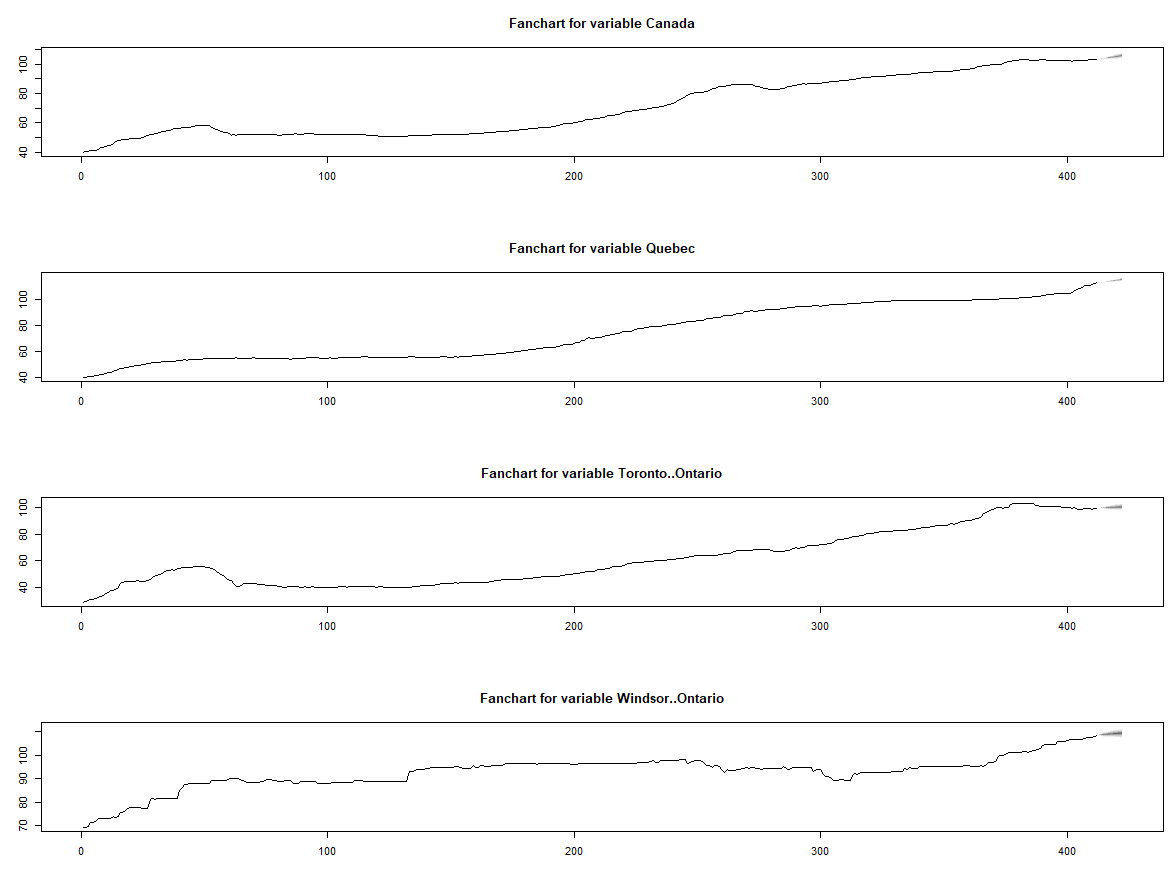 Fanchart for variable Canada
100
80
60
40
0 100 200 300 400
Fanchart for variable Quebec
100
80
60
40
0 100 200 300 400
Fanchart for variable Toronto..Ontario
100
80
60
40
0 100 200 300 400
Fanchart for variable Windsor..Ontario
100
90
80
70
0 100 200 300 400